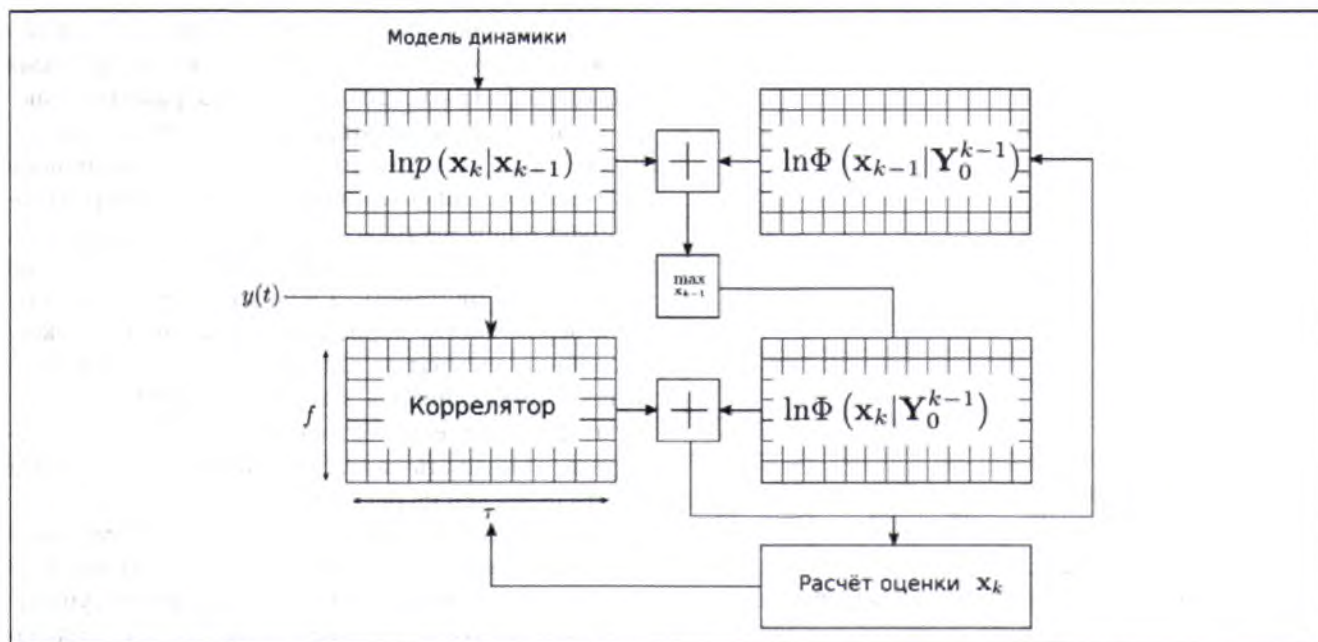 Модель динамики
lnp (x_k|x_{k−1})
+
lnΦ (x_{k−1}|Y_0^{k−1})
max
x_{k−1}
y(t)
f
Коррелятор
+
lnΦ (x_k|Y_0^{k−1})
τ
Расчёт оценки x_k